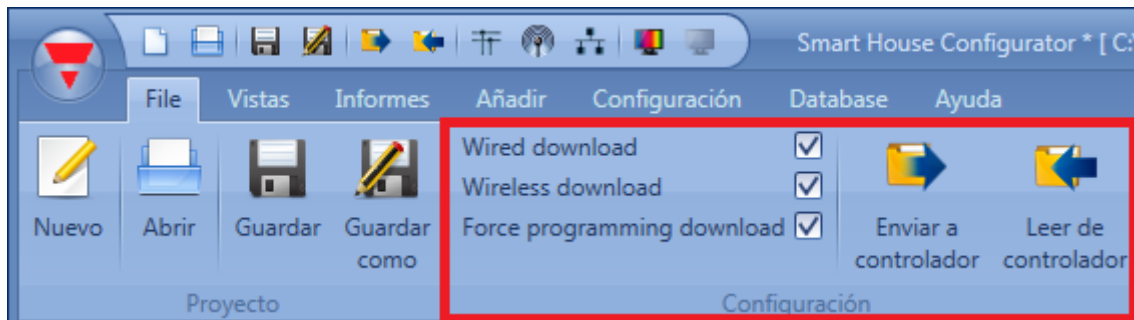 Smart House Configurator * [ C:\
File Vistas Informes Añadir Configuración Database Ayuda
Nuevo
Abrir
Guardar
Guardar
como
Proyecto
Wired download
Wireless download
Force programming download
Enviar a
controlador
Leer de
controlador
Configuración